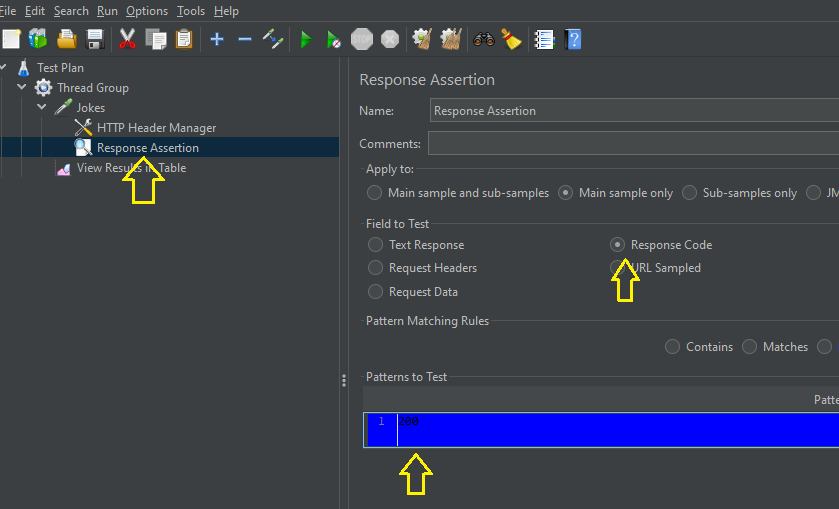 File Edit Search Run Options Tools Help
Test Plan
Thread Group
Jokes
HTTP Header Manager
Response Assertion
View Results in Table
Response Assertion
Name: Response Assertion
Comments:
Apply to:
Main sample and sub-samples Main sample only Sub-samples only JM
Field to Test
Text Response Response Code
Request Headers URL Sampled
Request Data
Pattern Matching Rules
Contains Matches
Patterns to Test
Patte
1 200